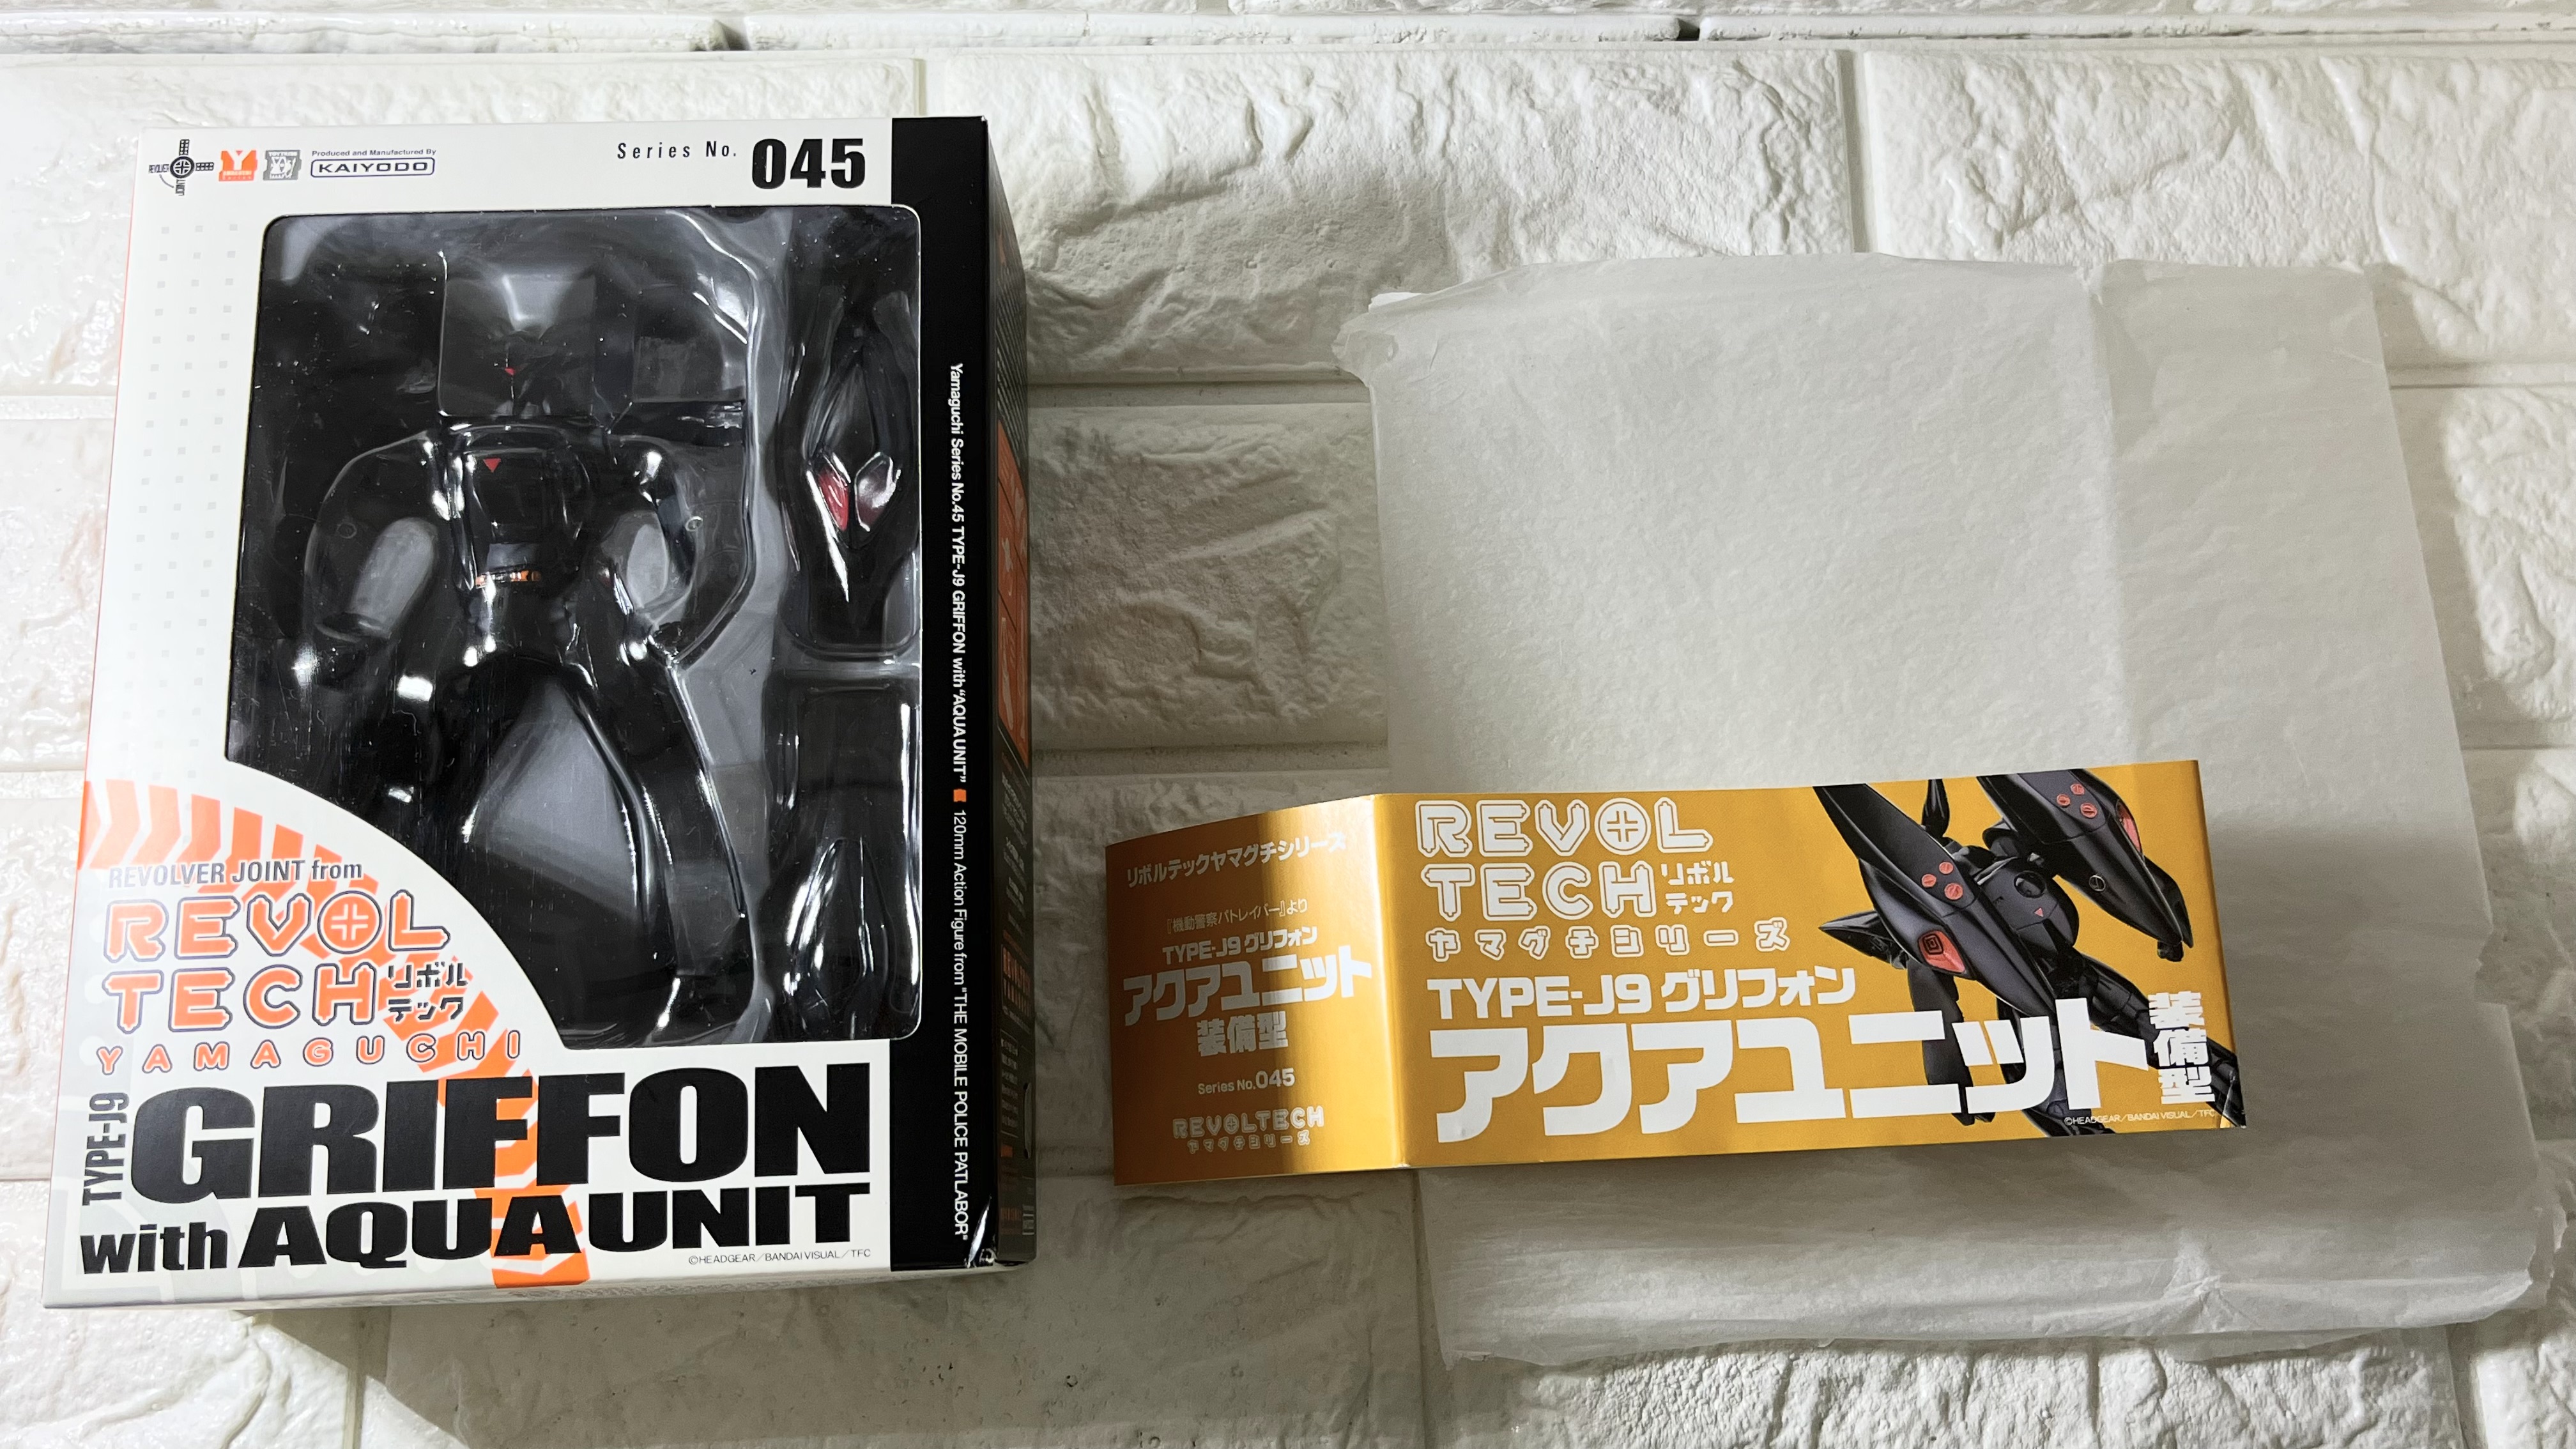 Produced and Manufactured By
KAIYODO
Series No. 045
Yamaguchi Series No.45 TYPE-J9 GRIFFON with "AQUA UNIT" 120mm Action Figure from "THE MOBILE POLICE PATLABOR"
REVOLVER JOINT from
REVOL
TECH リボル
テック
YAMAGUCHI
TYPE-J9
GRIFFON
with AQUA UNIT
©HEADGEAR／BANDAI VISUAL／TFC
リボルテックヤマグチシリーズ
『機動警察パトレイバー』より
TYPE-J9 グリフォン
アクアユニット
装備型
Series No.045
REVOLTECH
ヤマグチシリーズ
REVOL
TECH リボル
テック
ヤマグチシリーズ
TYPE-J9 グリフォン
アクアユニット
装備型
©HEADGEAR／BANDAI VISUAL／TFC